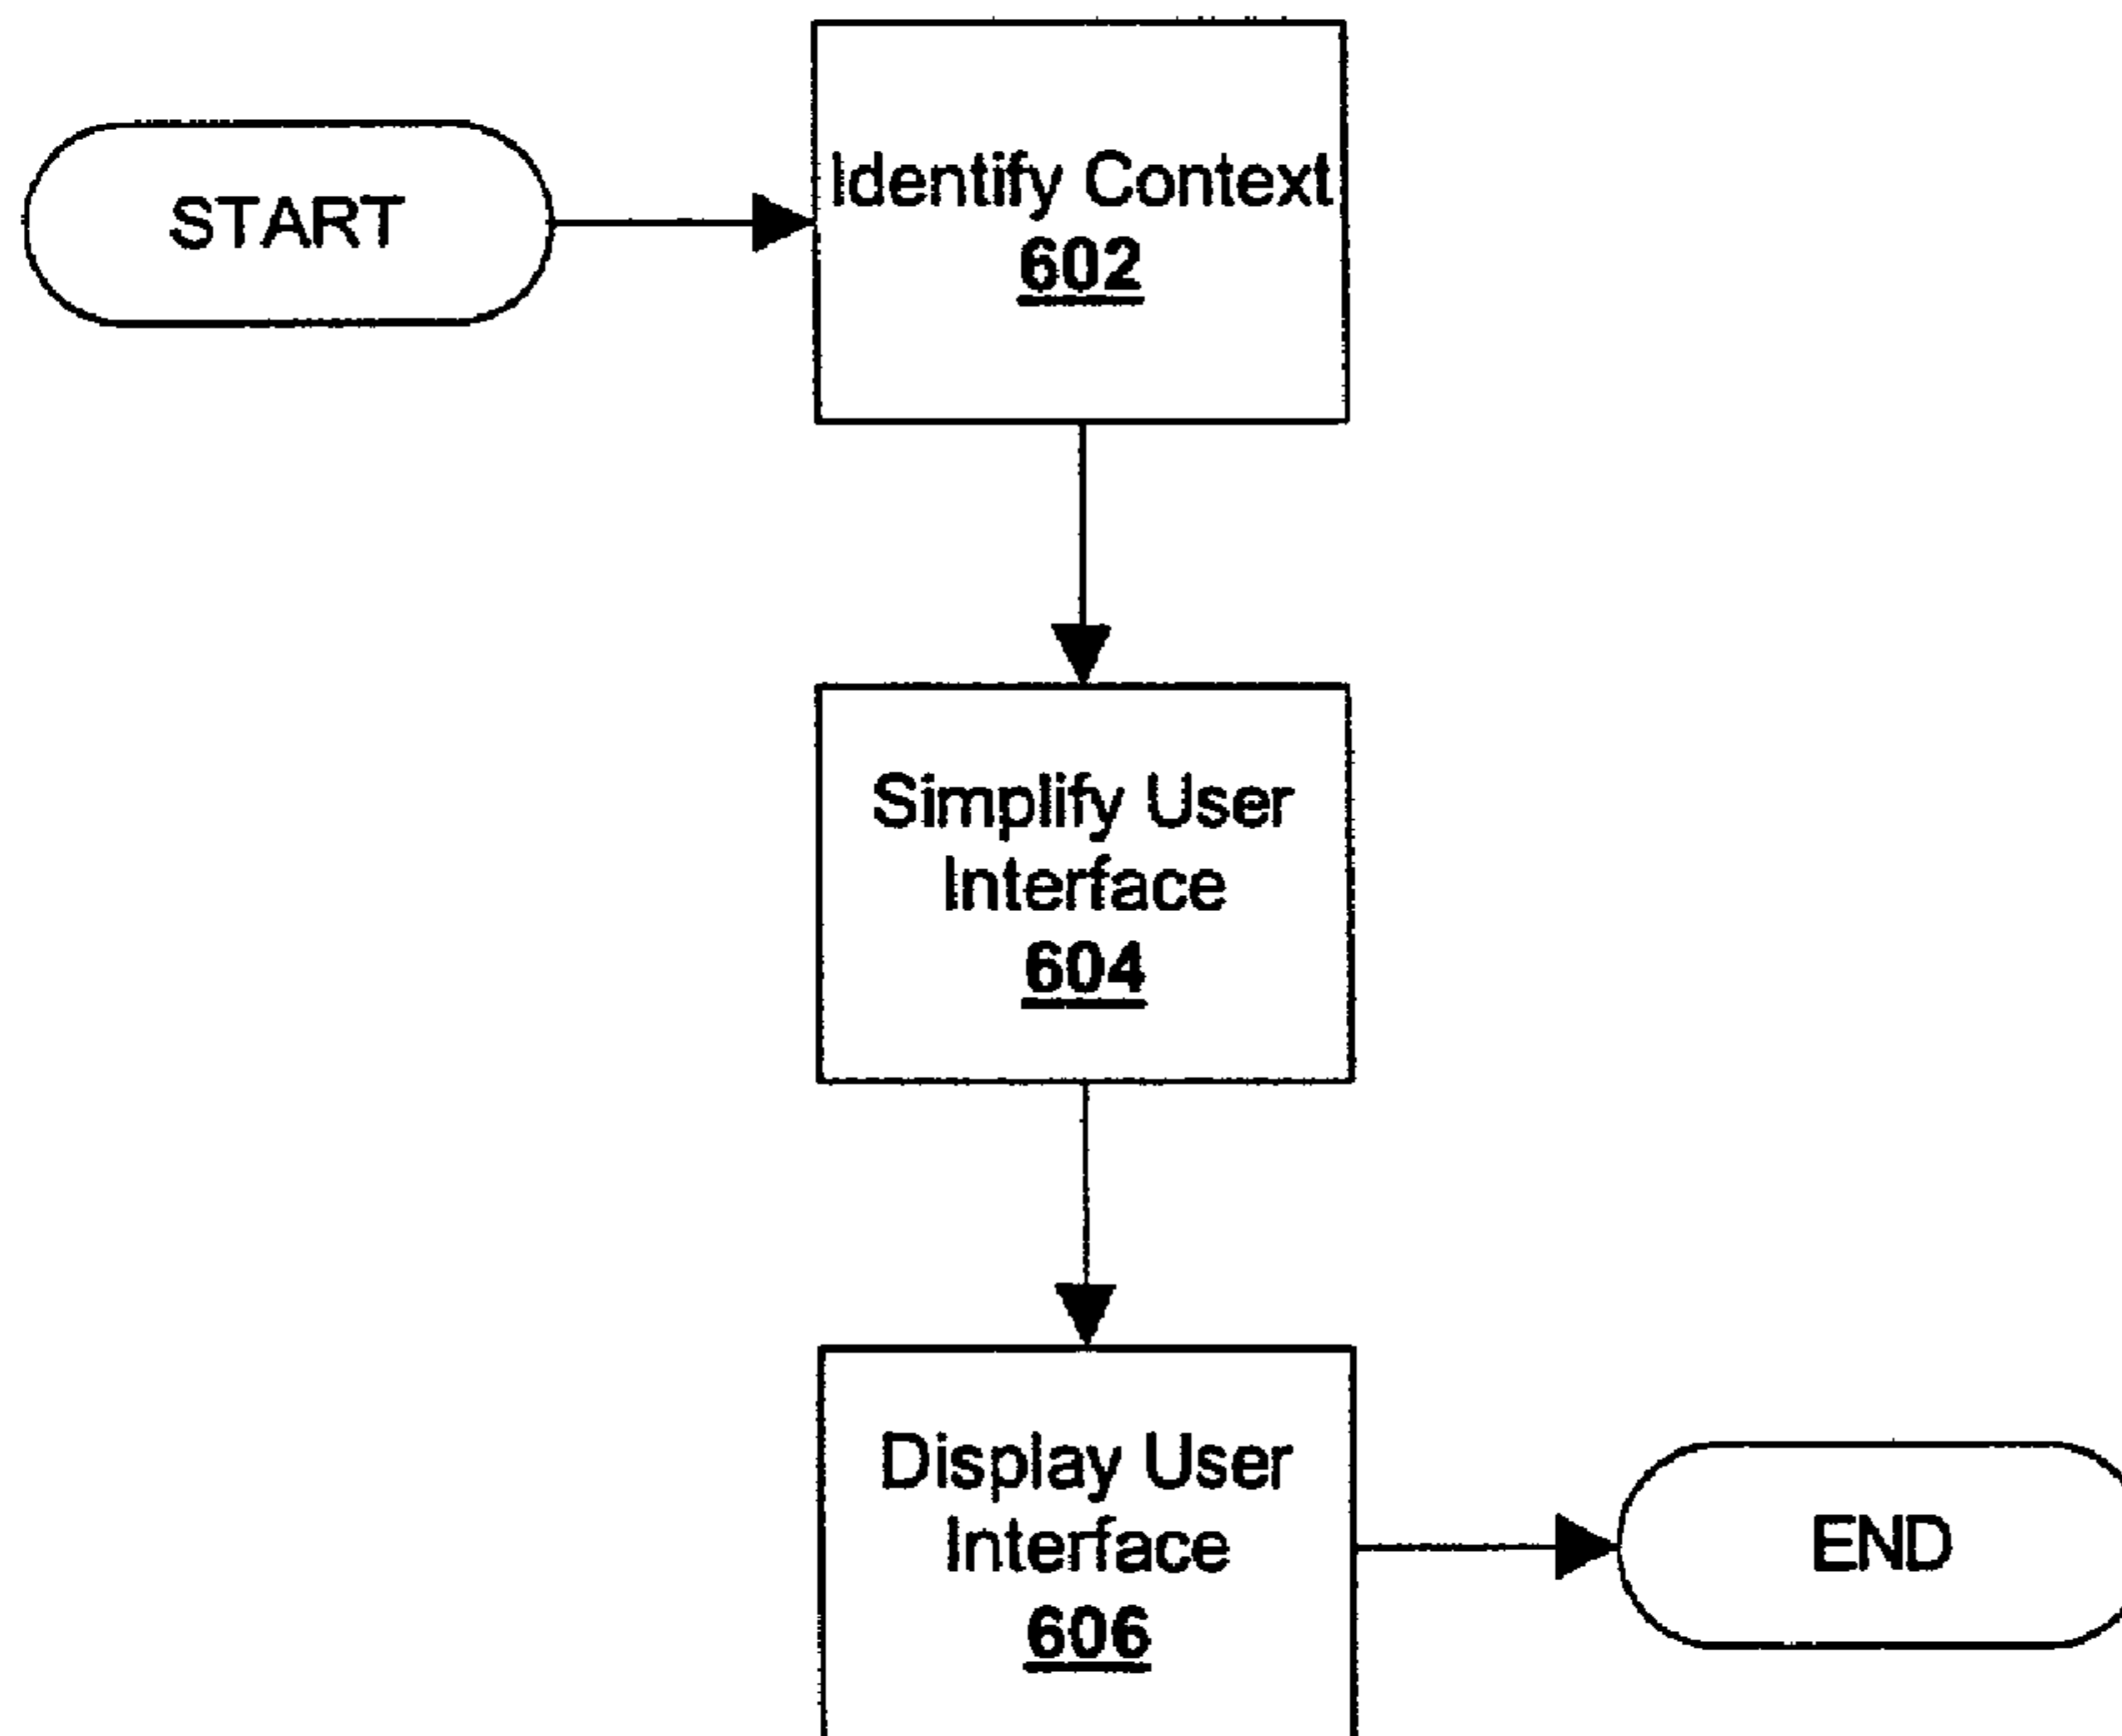 START
Identify Context
602
Simplify User
Interface
604
Display User
Interface
606
END